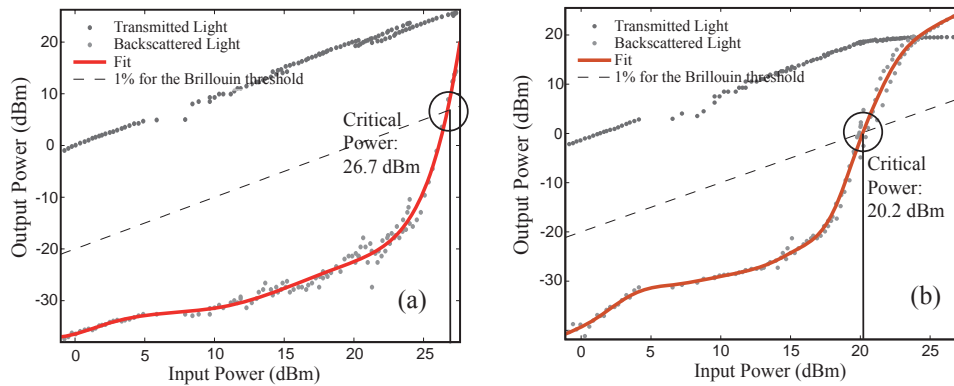 Transmitted Light
Backscattered Light
Fit
1% for the Brillouin threshold
Critical
Power:
26.7 dBm
(a)
20
10
0
-10
-20
-30
0
5
10
15
20
25
Output Power (dBm)
Input Power (dBm)
Transmitted Light
Backscattered Light
Fit
1% for the Brillouin threshold
Critical
Power:
20.2 dBm
(b)
20
10
0
-10
-20
-30
0
5
10
15
20
25
Output Power (dBm)
Input Power (dBm)